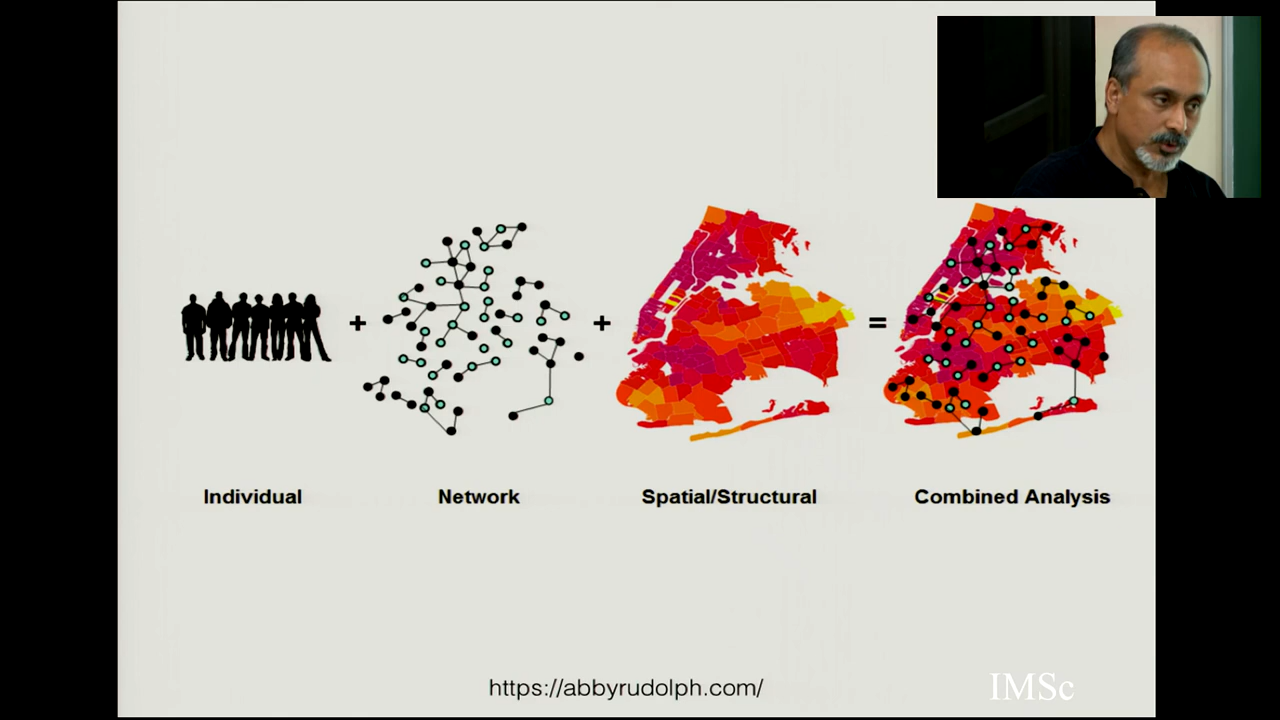 + + =
Individual Network Spatial/Structural Combined Analysis
https://abbyrudolph.com/
IMSc